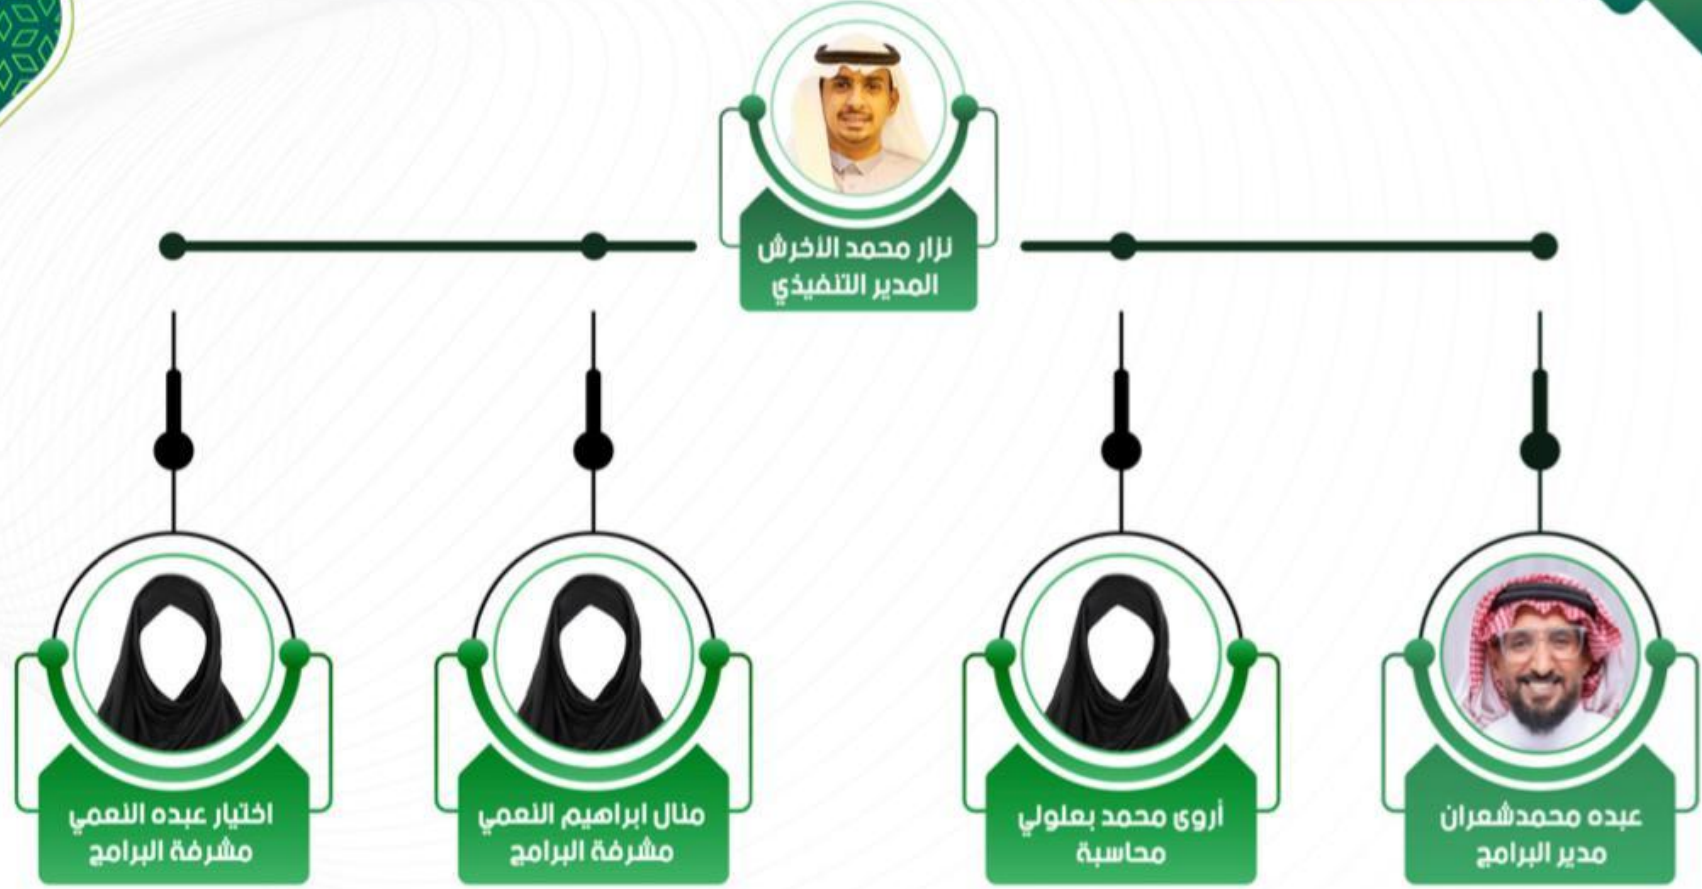 نزار محمد الأخرش
المدير التنفيذي
عبده محمدشعران
مدير البرامج
أروى محمد بعلولي
محاسبة
منال ابراهيم النعمي
مشرفة البرامج
اختيار عبده النعمي
مشرفة البرامج